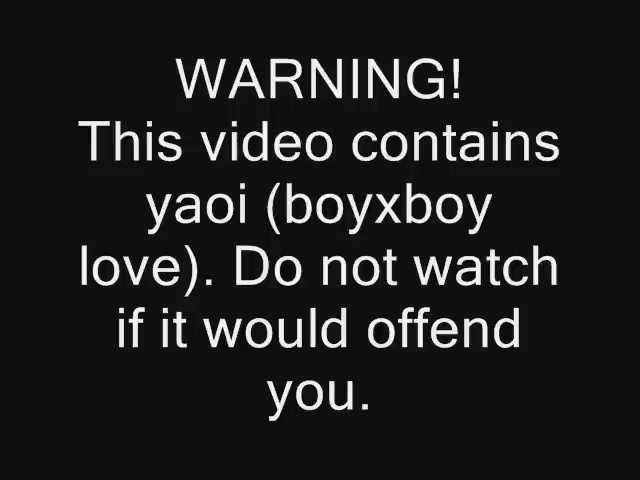 WARNING!
This video contains
yaoi (boyxboy
love). Do not watch
if it would offend
you.